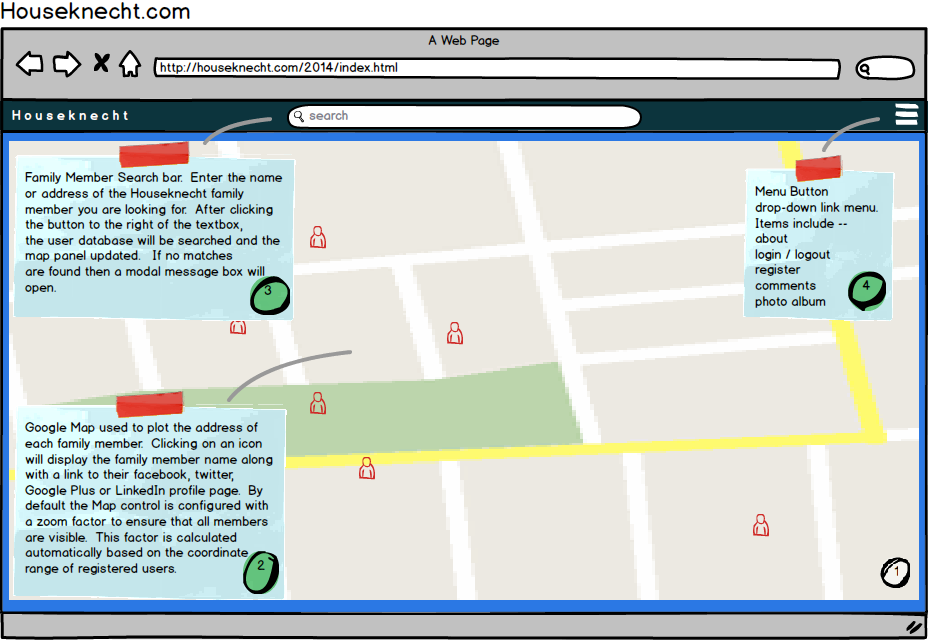 Houseknecht.com
A Web Page
http://houseknecht.com/2014/index.html
Houseknecht
search
Family Member Search bar. Enter the name
or address of the Houseknecht family
member you are looking for. After clicking
the button to the right of the textbox,
the user database will be searched and the
map panel updated. If no matches
are found then a modal message box will
open.
3
Menu Button
drop-down link menu.
Items include --
about
login / logout
register
comments
photo album
4
Google Map used to plot the address of
each family member. Clicking on an icon
will display the family member name along
with a link to their facebook, twitter,
Google Plus or LinkedIn profile page. By
default the Map control is configured with
a zoom factor to ensure that all members
are visible. This factor is calculated
automatically based on the coordinate
range of registered users.
2
1